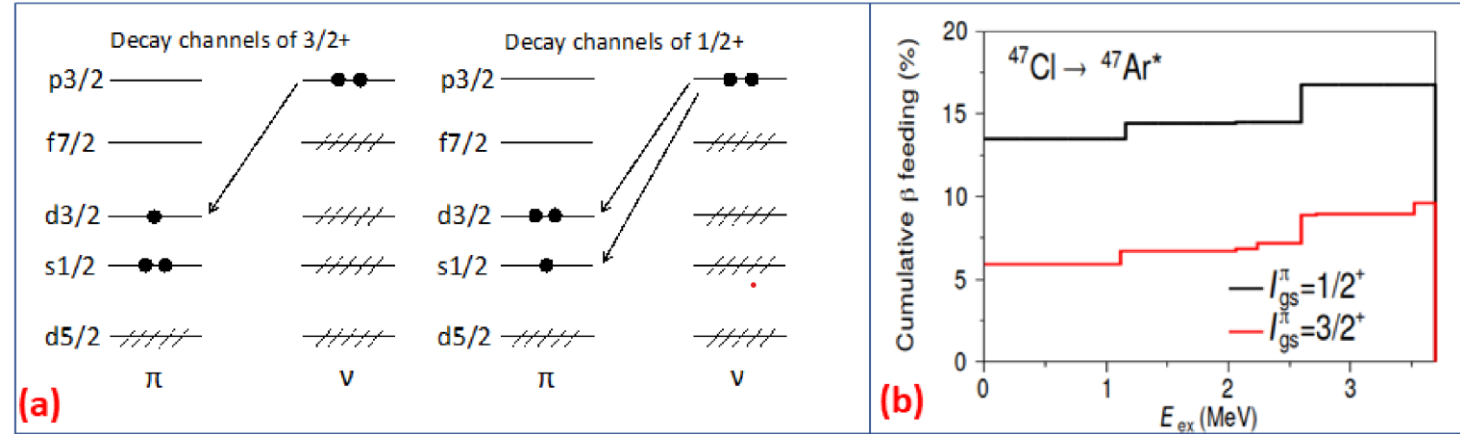 Decay channels of 3/2+
Decay channels of 1/2+
p3/2
f7/2
d3/2
s1/2
d5/2
π
ν
p3/2
f7/2
d3/2
s1/2
d5/2
π
ν
(a)
20
15
10
5
0
Cumulative β feeding (%)
⁴⁷Cl → ⁴⁷Ar*
I^π_gs=1/2⁺
I^π_gs=3/2⁺
0
1
2
3
E_ex (MeV)
(b)